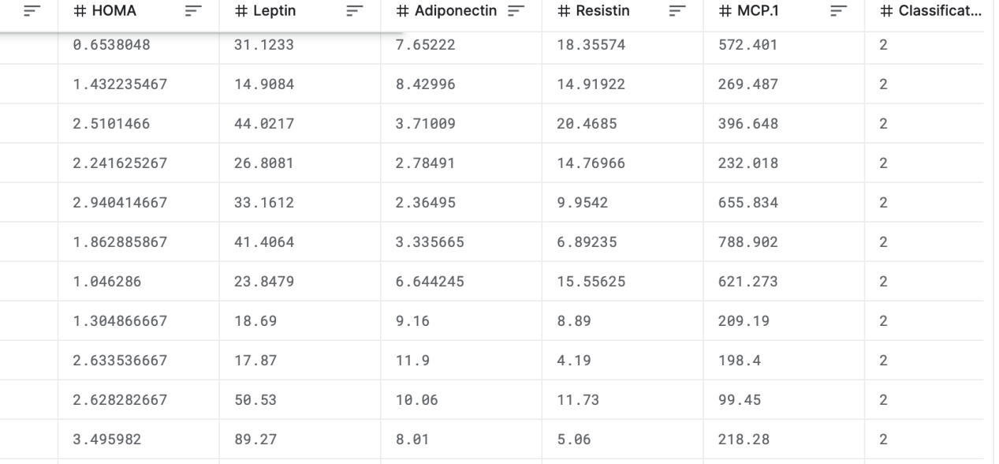 # HOMA # Leptin # Adiponectin # Resistin # MCP.1 # Classificat...
0.6538048 31.1233 7.65222 18.35574 572.401 2
1.432235467 14.9084 8.42996 14.91922 269.487 2
2.5101466 44.0217 3.71009 20.4685 396.648 2
2.241625267 26.8081 2.78491 14.76966 232.018 2
2.940414667 33.1612 2.36495 9.9542 655.834 2
1.862885867 41.4064 3.335665 6.89235 788.902 2
1.046286 23.8479 6.644245 15.55625 621.273 2
1.304866667 18.69 9.16 8.89 209.19 2
2.633536667 17.87 11.9 4.19 198.4 2
2.628282667 50.53 10.06 11.73 99.45 2
3.495982 89.27 8.01 5.06 218.28 2